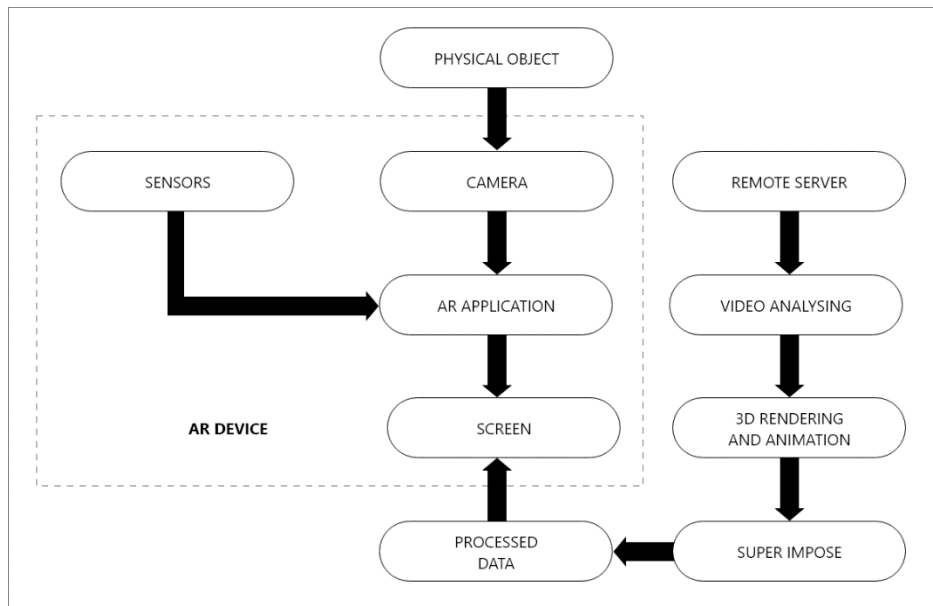 PHYSICAL OBJECT
SENSORS
CAMERA
REMOTE SERVER
AR APPLICATION
VIDEO ANALYSING
AR DEVICE
SCREEN
3D RENDERING
AND ANIMATION
PROCESSED
DATA
SUPER IMPOSE